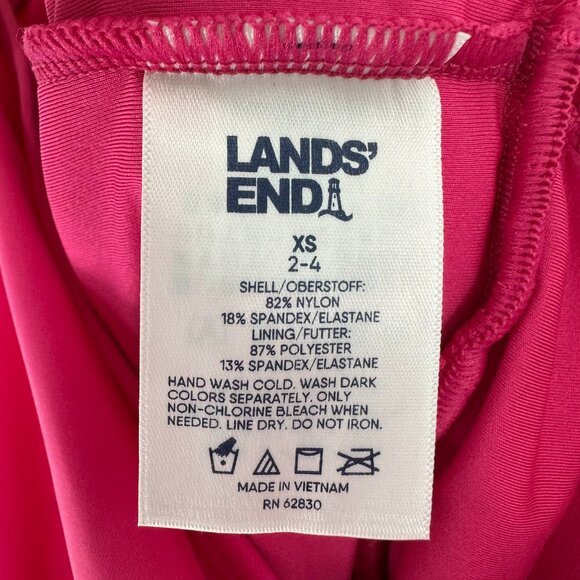 LANDS'
END
XS
2-4
SHELL/OBERSTOFF:
82% NYLON
18% SPANDEX/ELASTANE
LINING/FUTTER:
87% POLYESTER
13% SPANDEX/ELASTANE
HAND WASH COLD. WASH DARK
COLORS SEPARATELY. ONLY
NON-CHLORINE BLEACH WHEN
NEEDED. LINE DRY. DO NOT IRON.
MADE IN VIETNAM
RN 62830